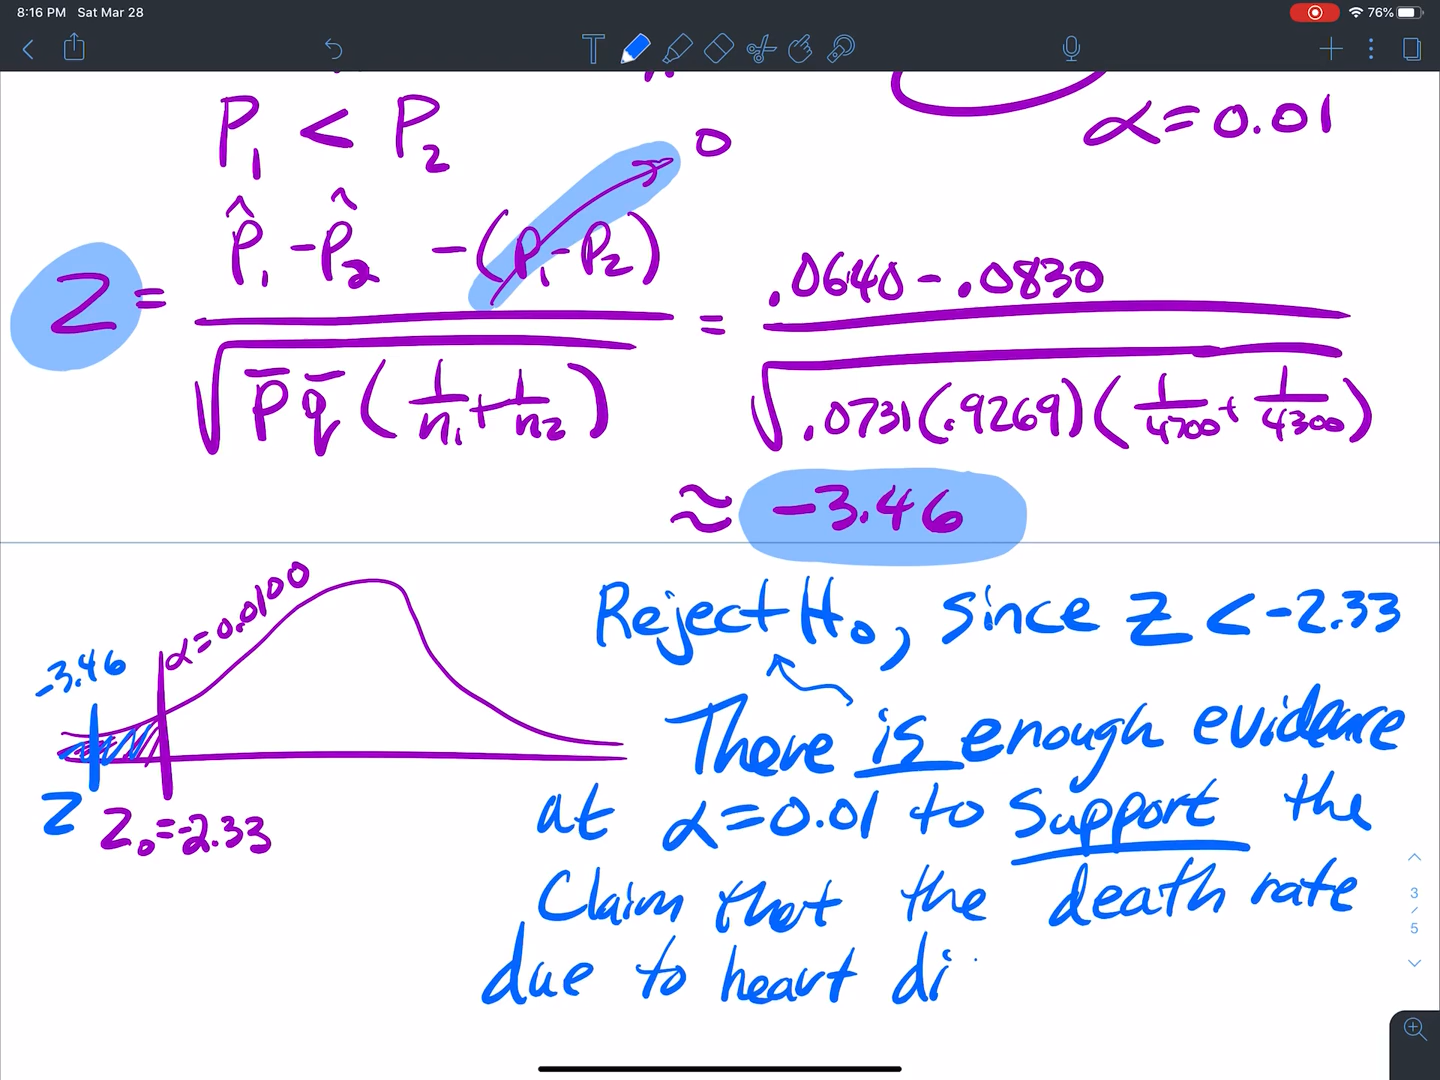 8:16 PM Sat Mar 28
76%
P₁ < P₂
α = 0.01
0
Z = (p̂₁ - p̂₂ - (P₁ - P₂)) / √(p̄ q̄ (1/n₁ + 1/n₂)) = (.0640 - .0830) / √(.0731(.9269)(1/4700 + 1/4300))
≈ -3.46
α = 0.0100
-3.46
Z
Z₀ = -2.33
Reject H₀, since Z < -2.33
There is enough evidence
at α = 0.01 to support the
Claim that the death rate
due to heart di
3
/
5